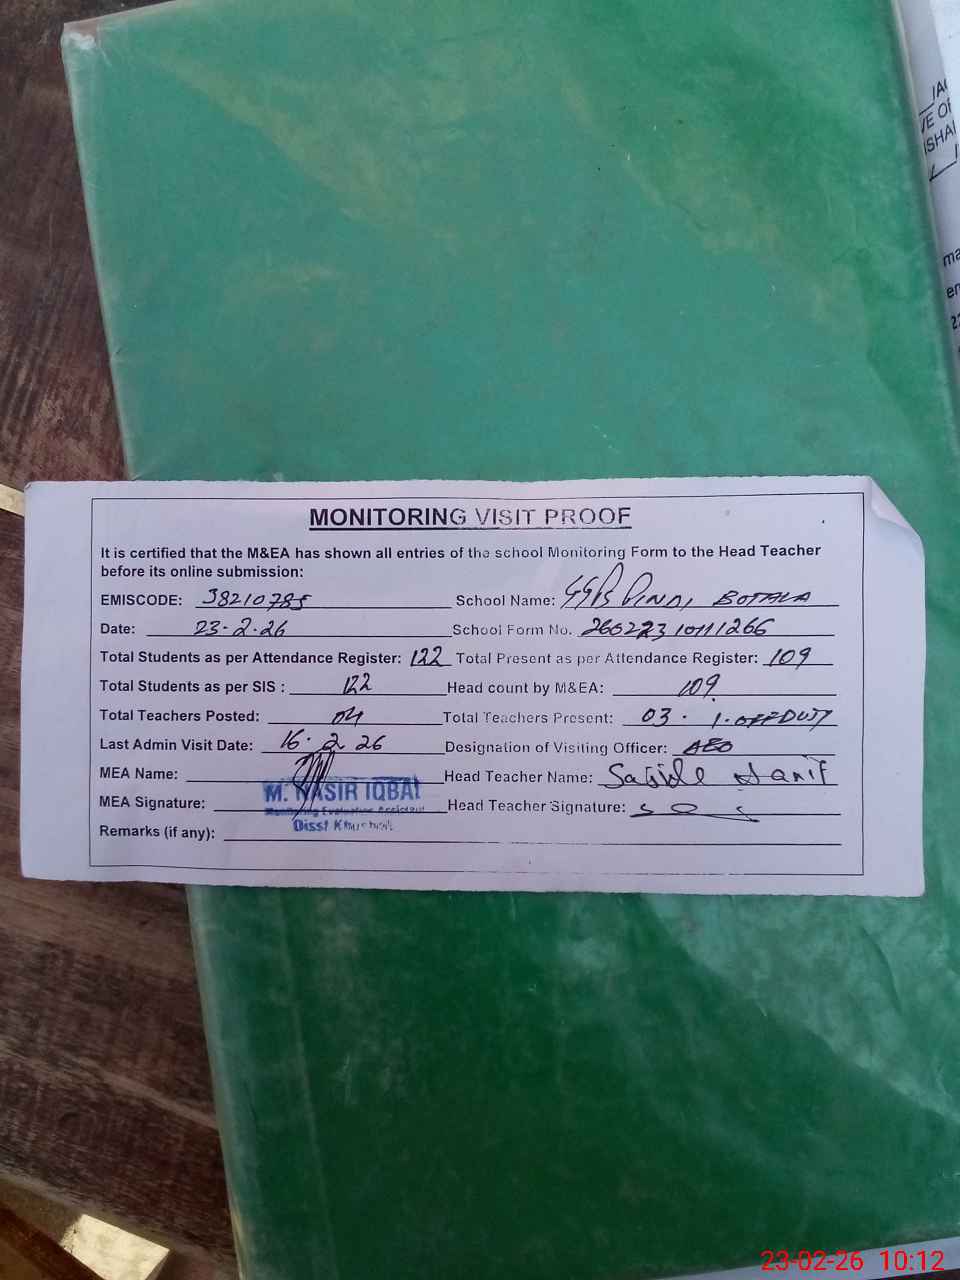 MONITORING VISIT PROOF
It is certified that the M&EA has shown all entries of the school Monitoring Form to the Head Teacher
before its online submission:
EMISCODE: 38210785 School Name: GGPS PINDI BOTALA
Date: 23-2-26 School Form No.
Total Students as per Attendance Register: 122 Total Present as per Attendance Register: 109
Total Students as per SIS : 122 Head count by M&EA: 109
Total Teachers Posted: 04 Total Teachers Present: 03. 1. OFF DUTY
Last Admin Visit Date: 16. 2 26 Designation of Visiting Officer: AEO
MEA Name: Head Teacher Name: Hanif
M. NASIR IQBAL
MEA Signature: Head Teacher Signature:
Monitoring Evaluation Assistant
Disst
Remarks (if any):
23-02-26 10:12